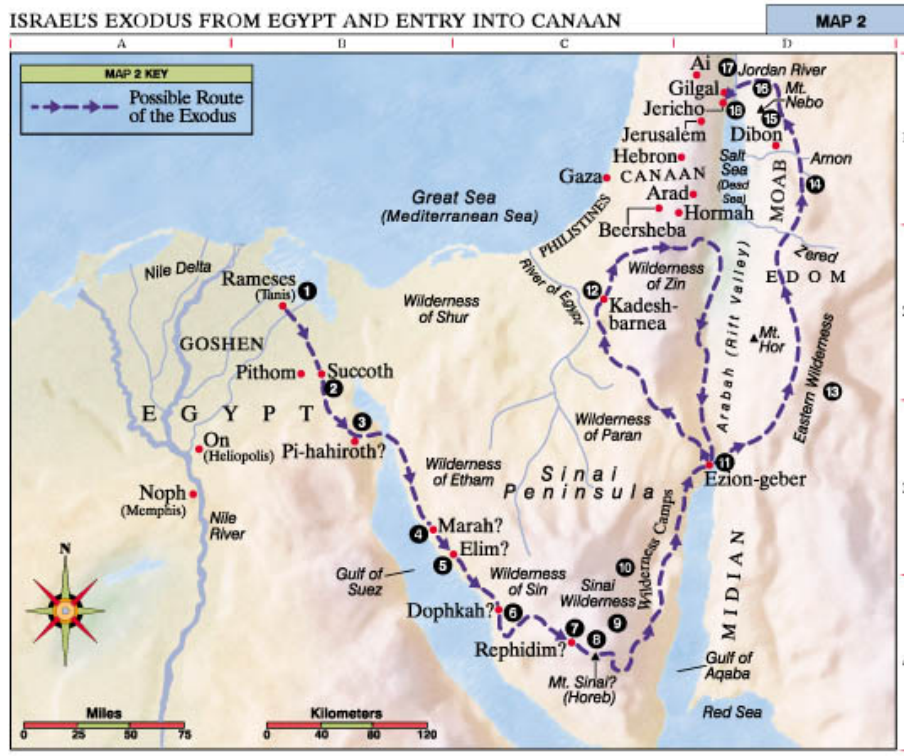 ISRAEL'S EXODUS FROM EGYPT AND ENTRY INTO CANAAN
MAP 2
A
B
C
D
MAP 2 KEY
Possible Route
of the Exodus
Ai
17
Jordan River
Gilgal
16
Mt.
Nebo
Jericho
18
15
Jerusalem
Dibon
Hebron
Salt
Sea
(Dead
Sea)
Arnon
Gaza
CANAAN
MOAB
14
Arad
Great Sea
(Mediterranean Sea)
Hormah
PHILISTINES
Beersheba
Zered
Nile Delta
Rameses
(Tanis)
1
River of Egypt
Wilderness
of Zin
EDOM
12
Kadesh-
barnea
Wilderness
of Shur
Arabah (Rift Valley)
Mt.
Hor
GOSHEN
Pithom
Succoth
2
Eastern Wilderness
13
EGYPT
3
Wilderness
of Paran
On
(Heliopolis)
Pi-hahiroth?
Wilderness
of Etham
Sinai
Peninsula
11
Ezion-geber
Noph
(Memphis)
Nile
River
4
Marah?
Wilderness Camps
N
5
Elim?
Gulf of
Suez
Wilderness
of Sin
Sinai
Wilderness
10
MIDIAN
Dophkah?
6
7
8
9
Rephidim?
Mt. Sinai?
(Horeb)
Gulf of
Aqaba
Red Sea
Miles
0
25
50
75
Kilometers
0
40
80
120